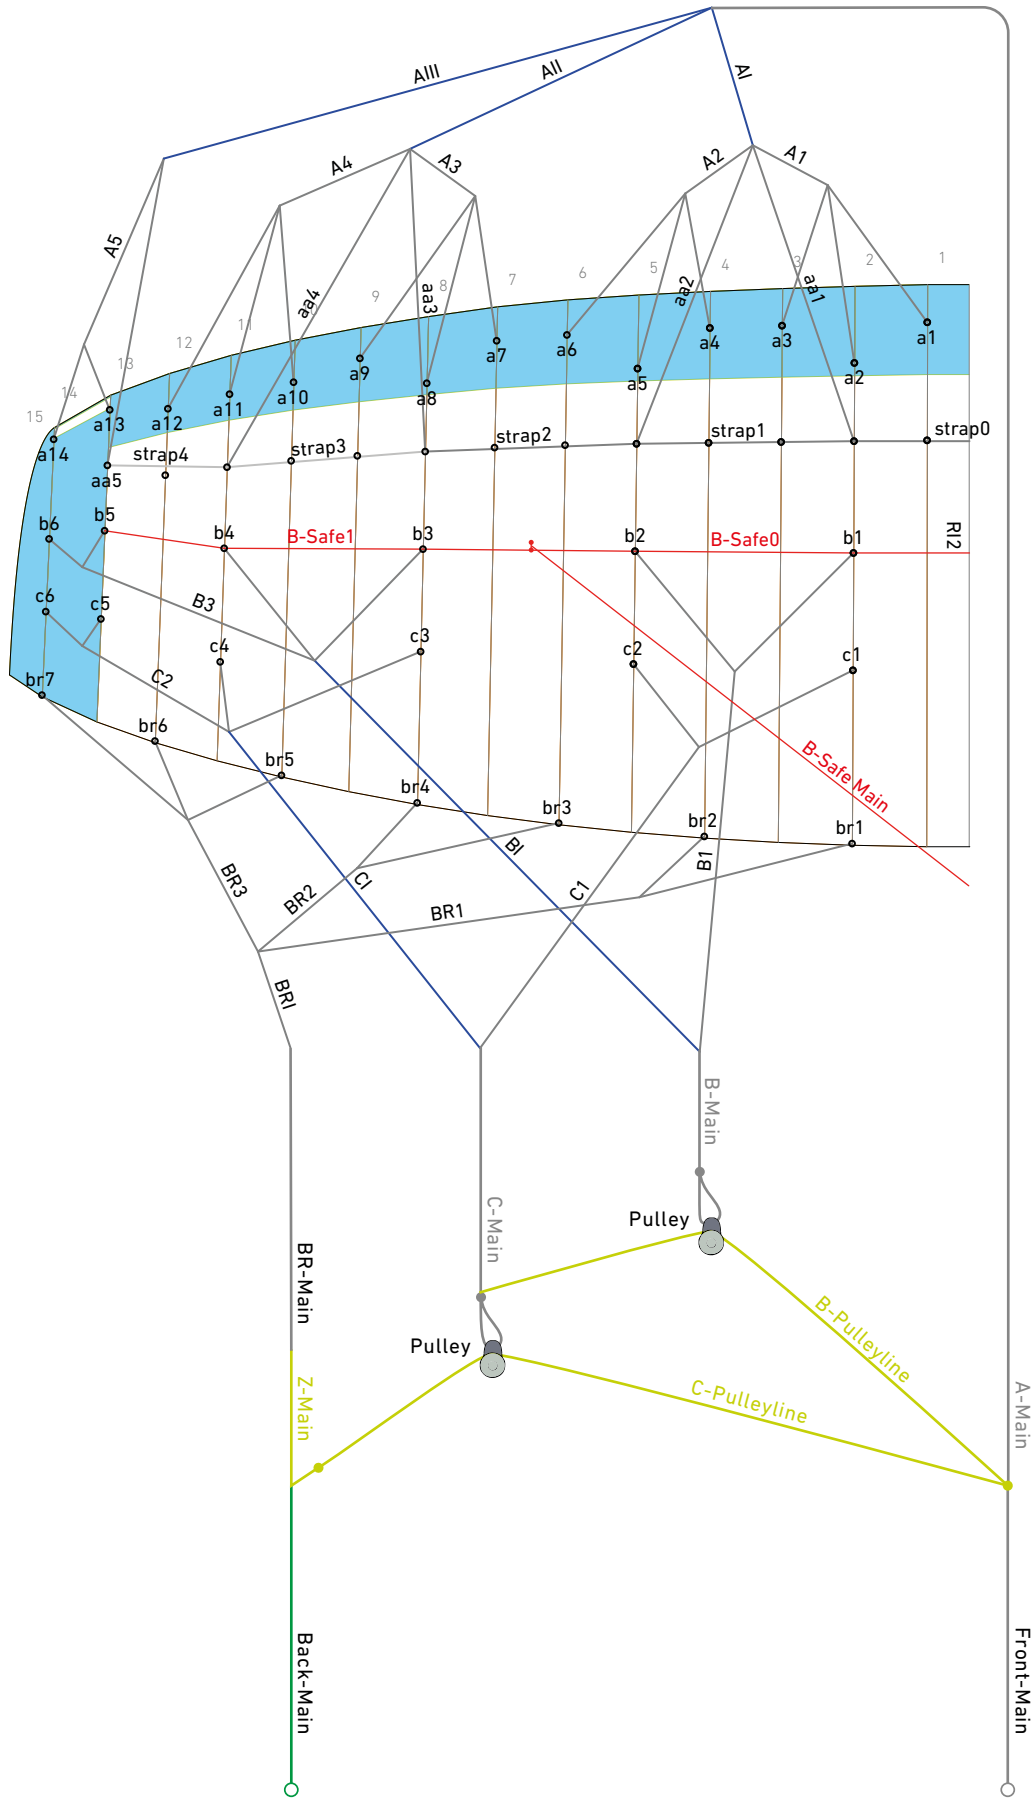 AIII
AII
AI
A4
A3
A2
A1
A5
aa4
aa3
aa2
aa1
15
14
13
12
11
9
8
7
6
5
4
3
2
1
a14
a13
a12
a11
a10
a9
a8
a7
a6
a5
a4
a3
a2
a1
aa5
strap4
strap3
strap2
strap1
strap0
b6
b5
b4
B-Safe1
b3
b2
B-Safe0
b1
RI2
c6
c5
B3
c4
c3
c2
c1
br7
C2
br6
br5
br4
br3
br2
br1
B-Safe Main
BI
B1
CI
C1
BR3
BR2
BR1
BRI
B-Main
C-Main
Pulley
BR-Main
Pulley
B-Pulleyline
Z-Main
C-Pulleyline
A-Main
Back-Main
Front-Main